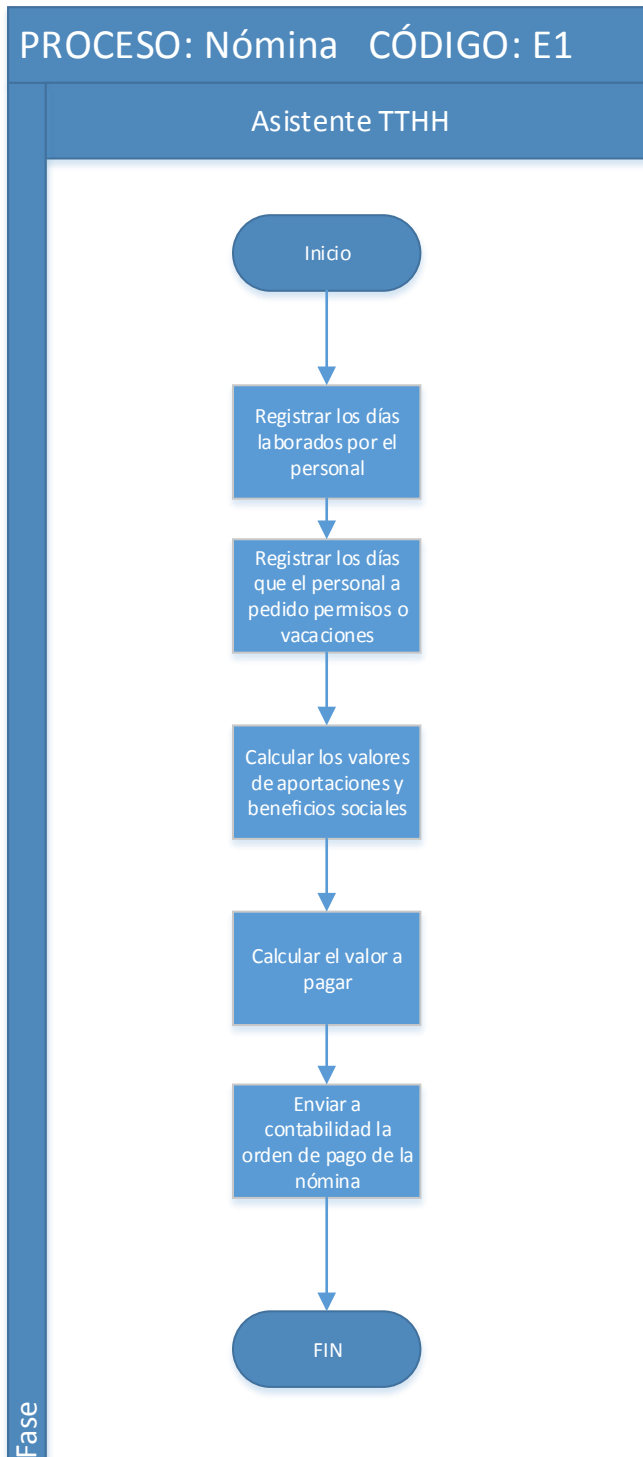 PROCESO: Nómina CÓDIGO: E1
Asistente TTHH
Inicio
Registrar los días
laborados por el
personal
Registrar los días
que el personal a
pedido permisos o
vacaciones
Calcular los valores
de aportaciones y
beneficios sociales
Calcular el valor a
pagar
Enviar a
contabilidad la
orden de pago de la
nómina
FIN
Fase